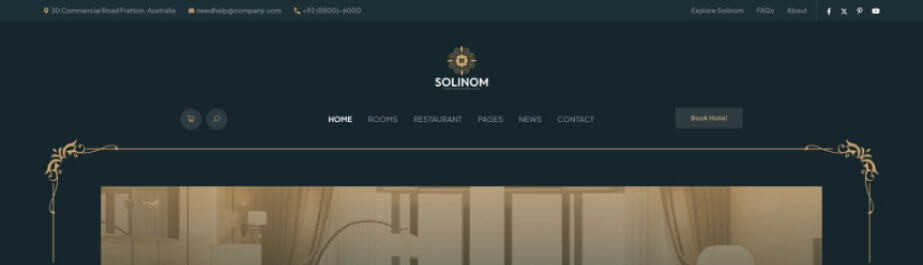 30 Commercial Road Fratton, Australia needhelp@company.com +92 (8800)-6000 Explore Solinom FAQs About
SOLINOM
HOME ROOMS RESTAURANT PAGES NEWS CONTACT Book Hotel